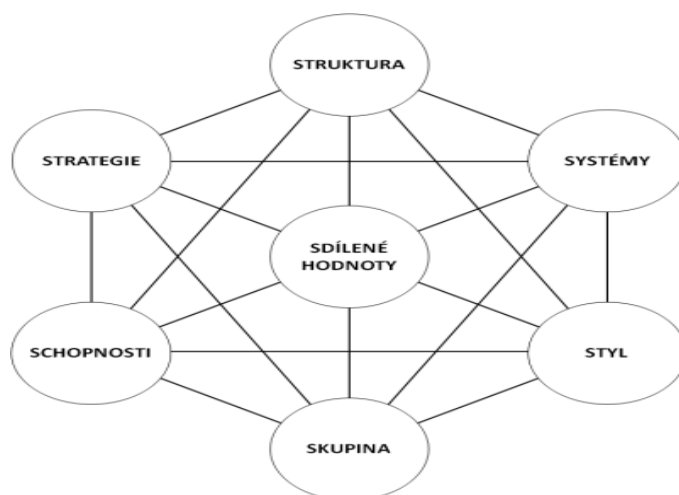 STRUKTURA
STRATEGIE
SYSTÉMY
SDÍLENÉ
HODNOTY
SCHOPNOSTI
STYL
SKUPINA